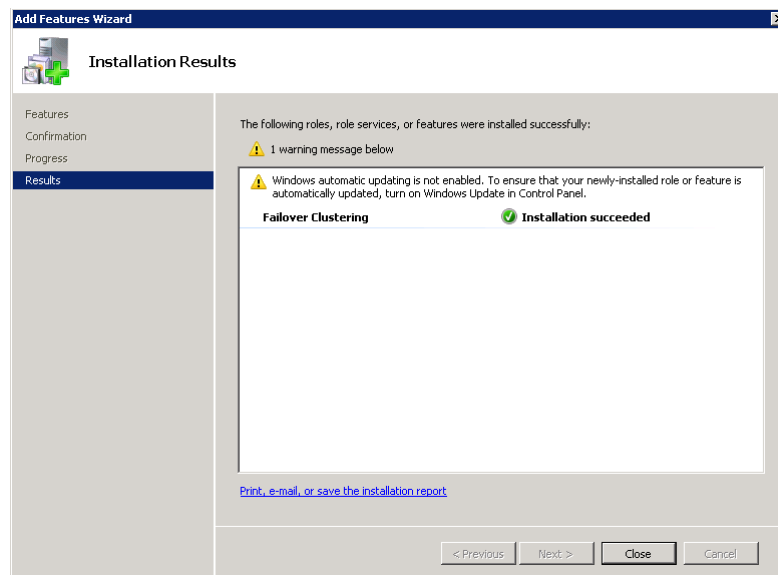 Add Features Wizard
Installation Results
Features
Confirmation
Progress
Results
The following roles, role services, or features were installed successfully:
1 warning message below
Windows automatic updating is not enabled. To ensure that your newly-installed role or feature is
automatically updated, turn on Windows Update in Control Panel.
Failover Clustering Installation succeeded
Print, e-mail, or save the installation report
< Previous Next > Close Cancel